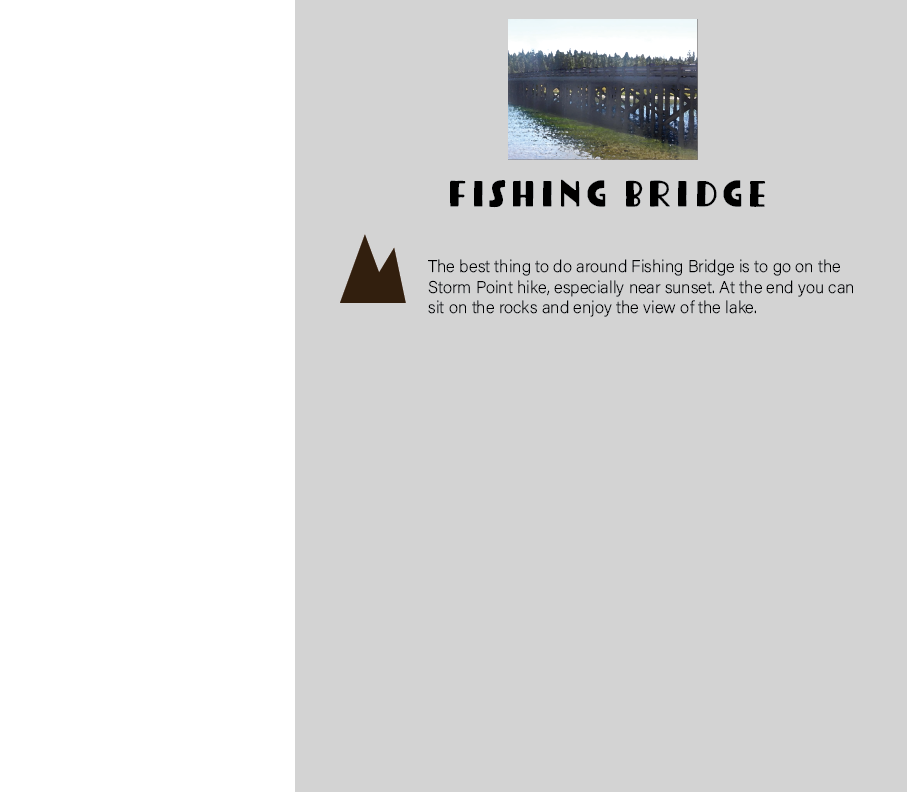 FISHING BRIDGE
The best thing to do around Fishing Bridge is to go on the
Storm Point hike, especially near sunset. At the end you can
sit on the rocks and enjoy the view of the lake.